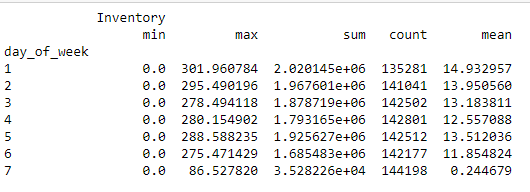 Inventory
min max sum count mean
day_of_week
1 0.0 301.960784 2.020145e+06 135281 14.932957
2 0.0 295.490196 1.967601e+06 141041 13.950560
3 0.0 278.494118 1.878719e+06 142502 13.183811
4 0.0 280.154902 1.793165e+06 142801 12.557088
5 0.0 288.588235 1.925627e+06 142512 13.512036
6 0.0 275.471429 1.685483e+06 142177 11.854824
7 0.0 86.527820 3.528226e+04 144198 0.244679